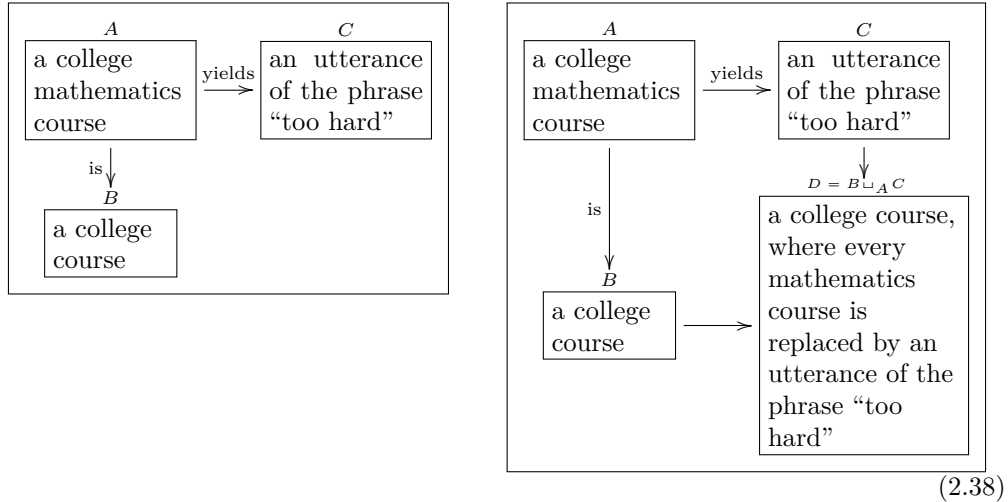 A
a college
mathematics
course
yields
C
an utterance
of the phrase
“too hard”
is
B
a college
course
A
a college
mathematics
course
yields
C
an utterance
of the phrase
“too hard”
is
B
a college
course
D = B ⊔_A C
a college course,
where every
mathematics
course is
replaced by an
utterance of the
phrase “too
hard”
(2.38)